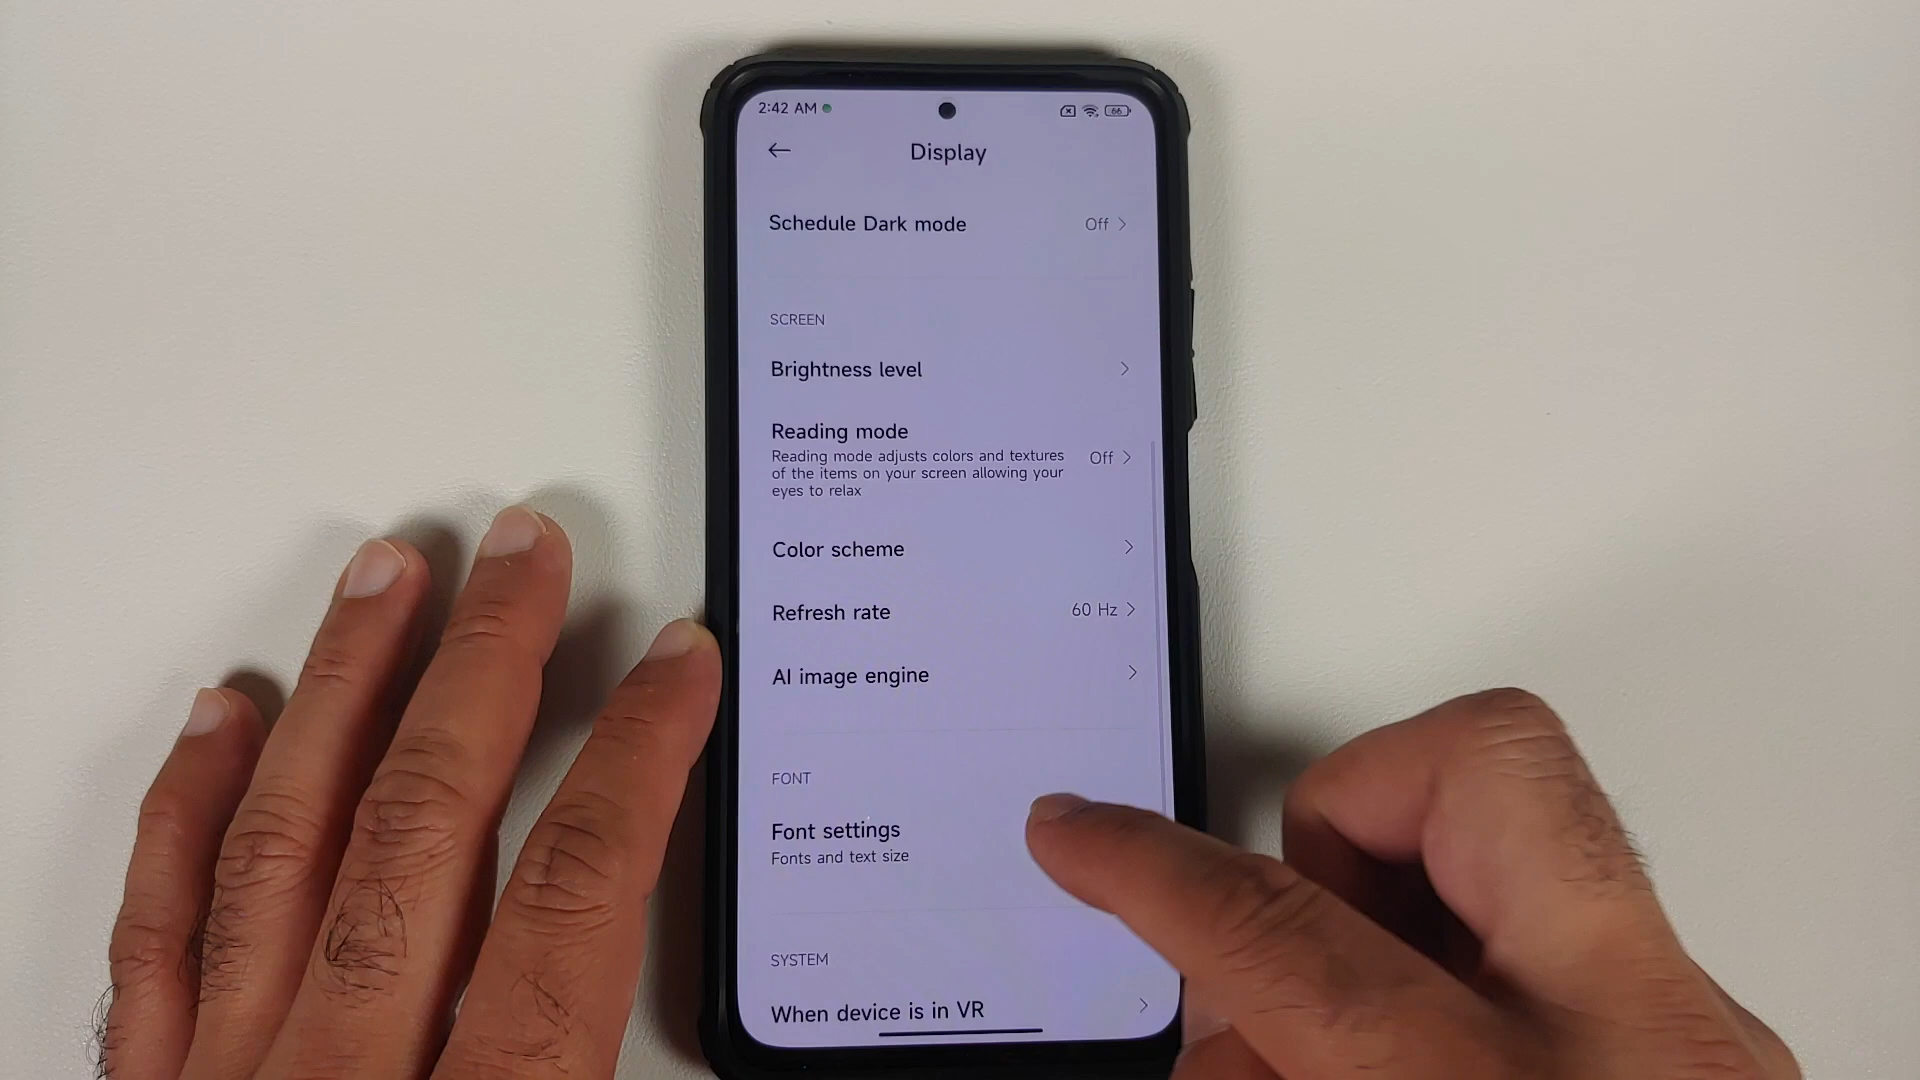 2:42 AM
66
Display
Schedule Dark mode
Off
SCREEN
Brightness level
Reading mode
Reading mode adjusts colors and textures
of the items on your screen allowing your
eyes to relax
Off
Color scheme
Refresh rate
60 Hz
AI image engine
FONT
Font settings
Fonts and text size
SYSTEM
When device is in VR